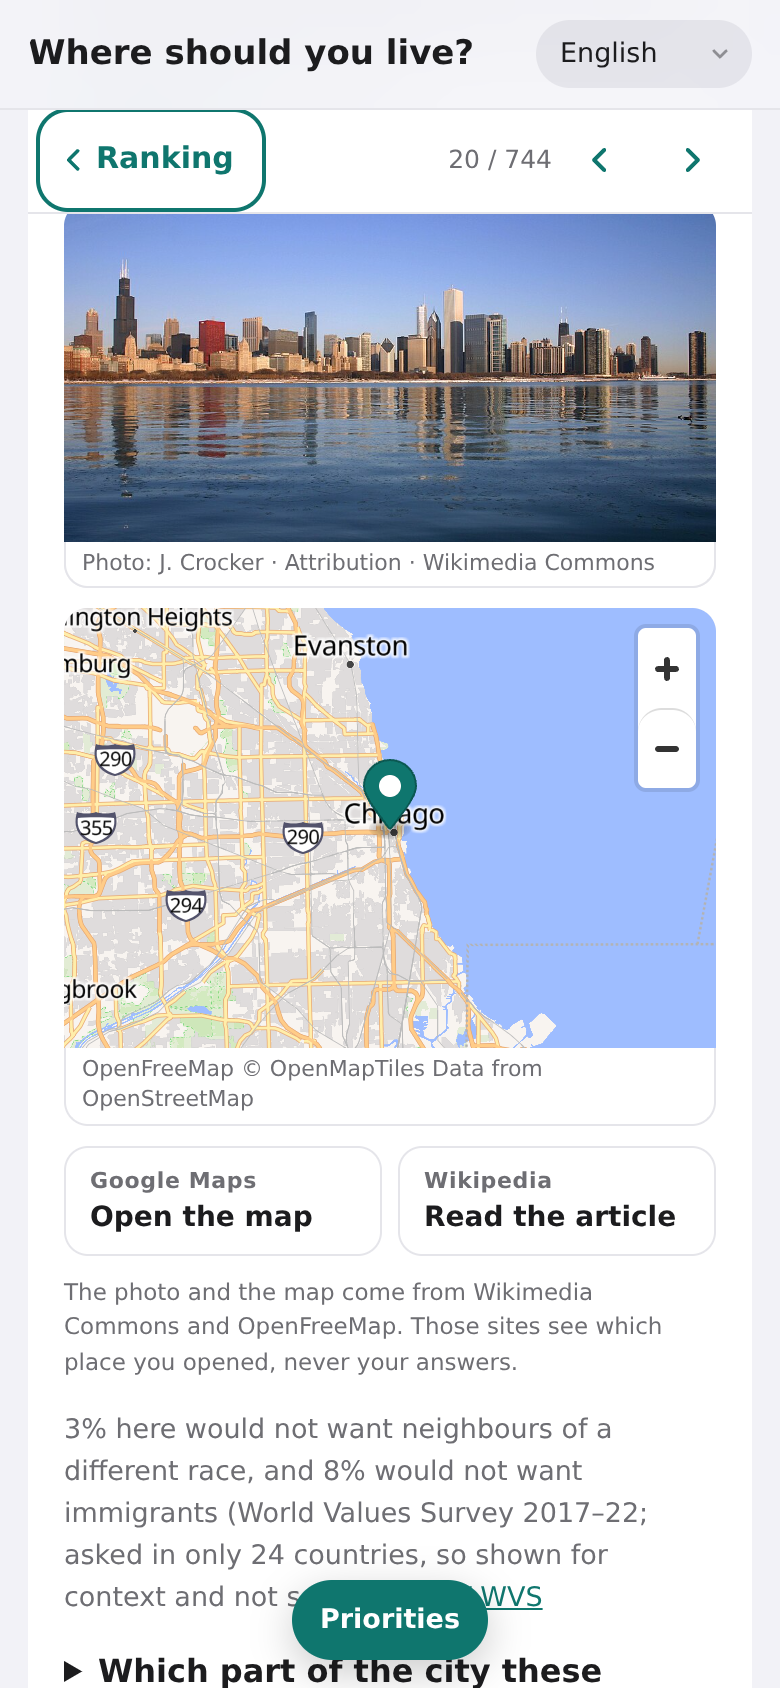 Where should you live?
English
Ranking
20 / 744
Photo: J. Crocker · Attribution · Wikimedia Commons
ington Heights
Evanston
mburg
290
Chicago
355
290
294
gbrook
+
−
OpenFreeMap © OpenMapTiles Data from
OpenStreetMap
Google Maps
Open the map
Wikipedia
Read the article
The photo and the map come from Wikimedia
Commons and OpenFreeMap. Those sites see which
place you opened, never your answers.
3% here would not want neighbours of a
different race, and 8% would not want
immigrants (World Values Survey 2017–22;
asked in only 24 countries, so shown for
context and not
WVS
Priorities
Which part of the city these